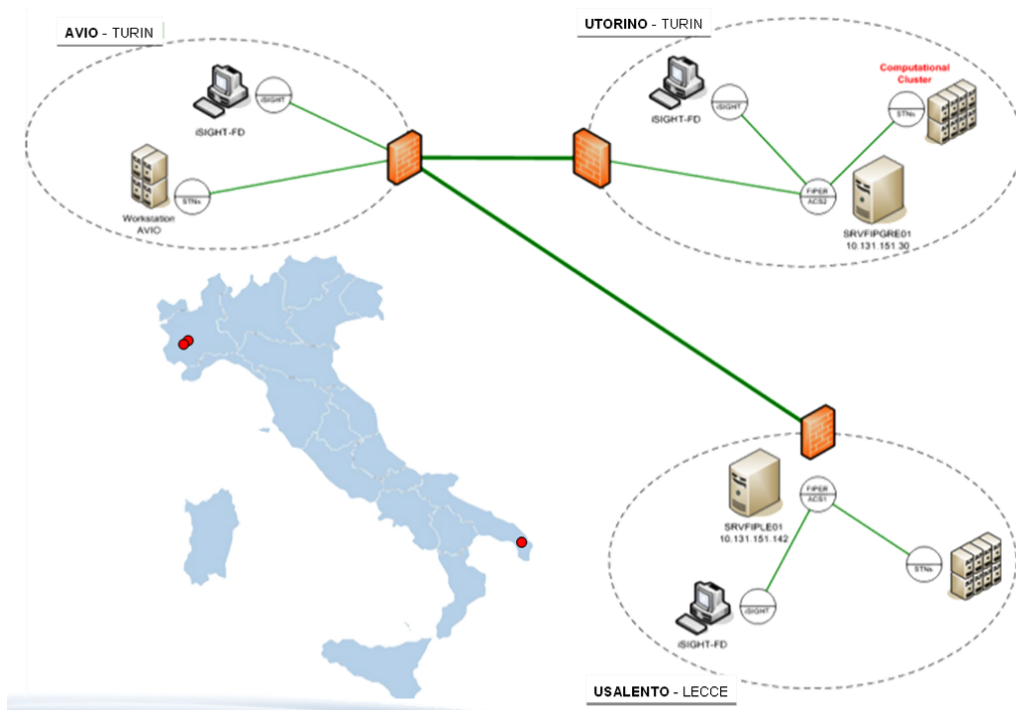 AVIO - TURIN
iSIGHT
iSIGHT-FD
STNs
Workstation
AVIO
UTORINO - TURIN
Computational
Cluster
iSIGHT
iSIGHT-FD
STNs
FIPER
ACS2
SRVFIPGRE01
10.131.151.30
FIPER
ACS1
SRVFIPLE01
10.131.151.142
STNs
iSIGHT
iSIGHT-FD
USALENTO - LECCE